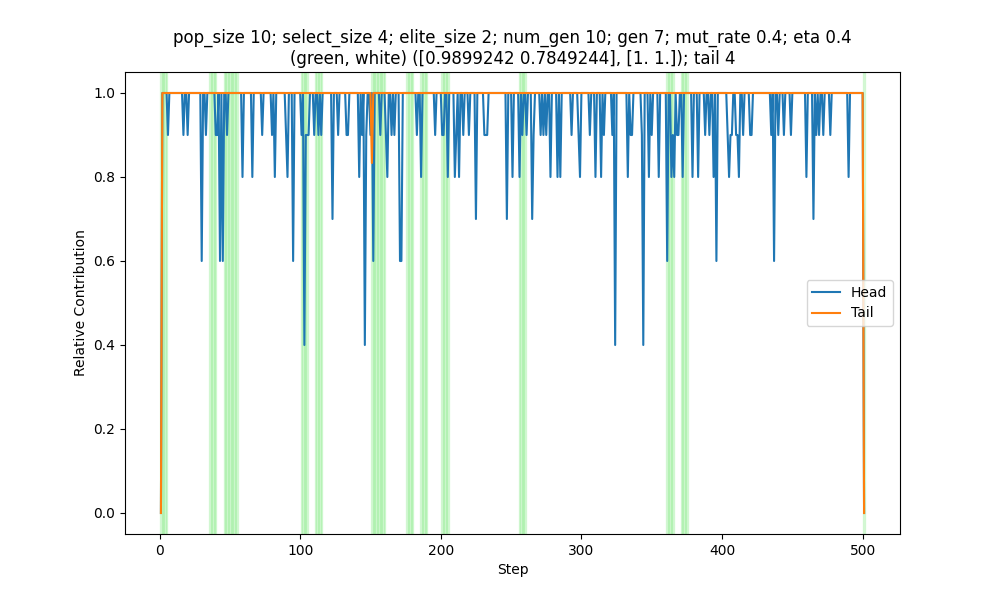 pop_size 10; select_size 4; elite_size 2; num_gen 10; gen 7; mut_rate 0.4; eta 0.4
(green, white) ([0.9899242 0.7849244], [1. 1.]); tail 4
1.0
0.8
0.6
0.4
0.2
0.0
Relative Contribution
Head
Tail
0
100
200
300
400
500
Step